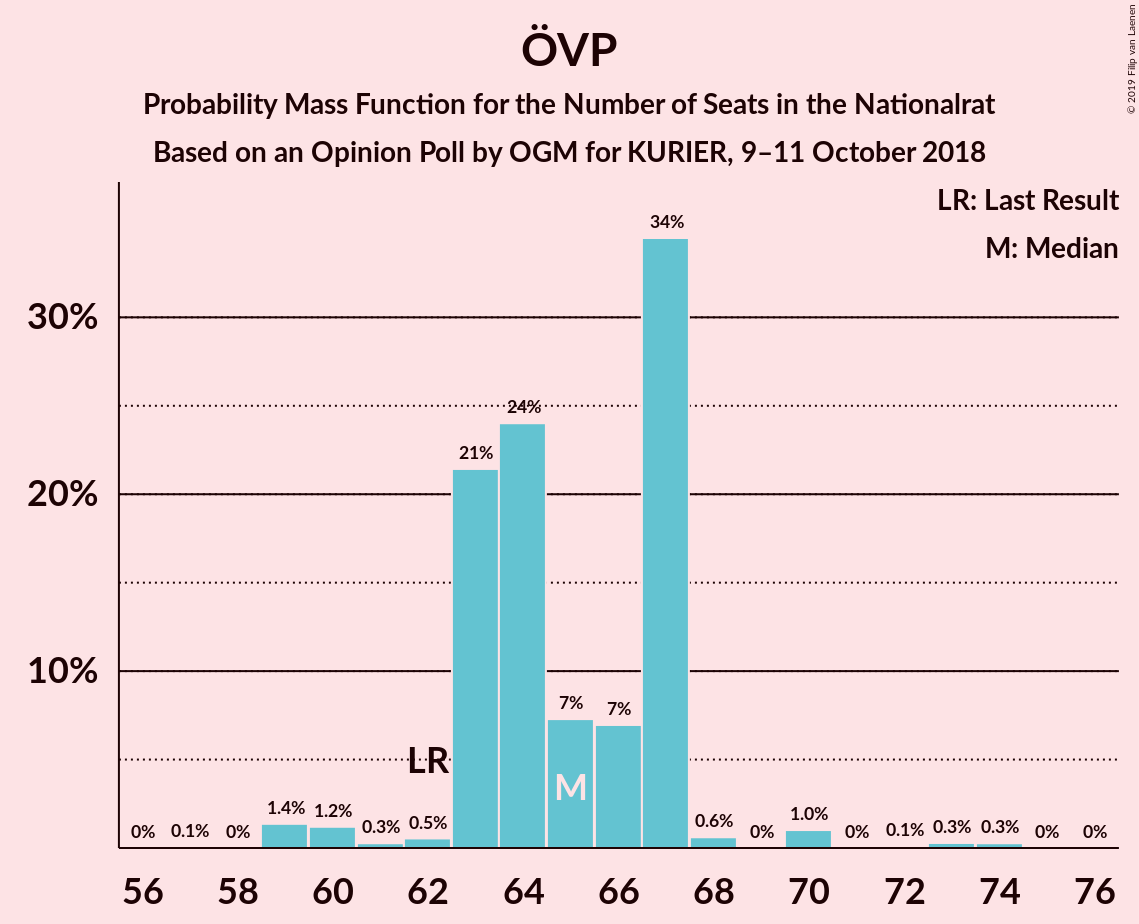 ÖVP
Probability Mass Function for the Number of Seats in the Nationalrat
Based on an Opinion Poll by OGM for KURIER, 9–11 October 2018
© 2019 Filip van Laenen
LR: Last Result
M: Median
34%
30%
24%
21%
20%
10%
7%
7%
LR
M
0%
0.1%
0%
1.4%
1.2%
0.3%
0.5%
0.6%
0%
1.0%
0%
0.1%
0.3%
0.3%
0%
0%
56 58 60 62 64 66 68 70 72 74 76